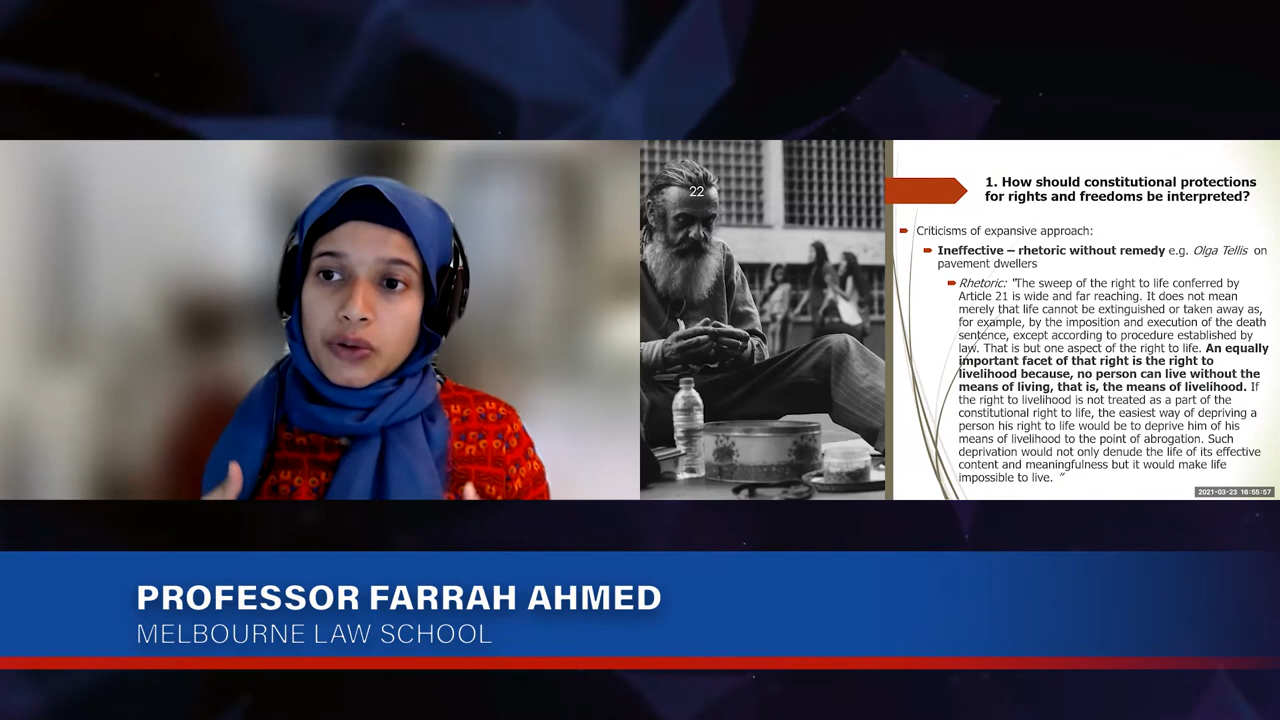 22
1. How should constitutional protections
for rights and freedoms be interpreted?
Criticisms of expansive approach:
Ineffective – rhetoric without remedy e.g. Olga Tellis on
pavement dwellers
Rhetoric: "The sweep of the right to life conferred by
Article 21 is wide and far reaching. It does not mean
merely that life cannot be extinguished or taken away as,
for example, by the imposition and execution of the death
sentence, except according to procedure established by
law. That is but one aspect of the right to life. An equally
important facet of that right is the right to
livelihood because, no person can live without the
means of living, that is, the means of livelihood. If
the right to livelihood is not treated as a part of the
constitutional right to life, the easiest way of depriving a
person his right to life would be to deprive him of his
means of livelihood to the point of abrogation. Such
deprivation would not only denude the life of its effective
content and meaningfulness but it would make life
impossible to live. "
2021-03-23 16:55:57
PROFESSOR FARRAH AHMED
MELBOURNE LAW SCHOOL